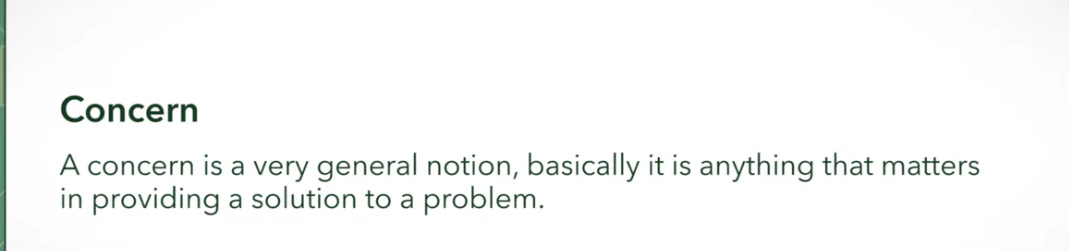 Concern
A concern is a very general notion, basically it is anything that matters
in providing a solution to a problem.